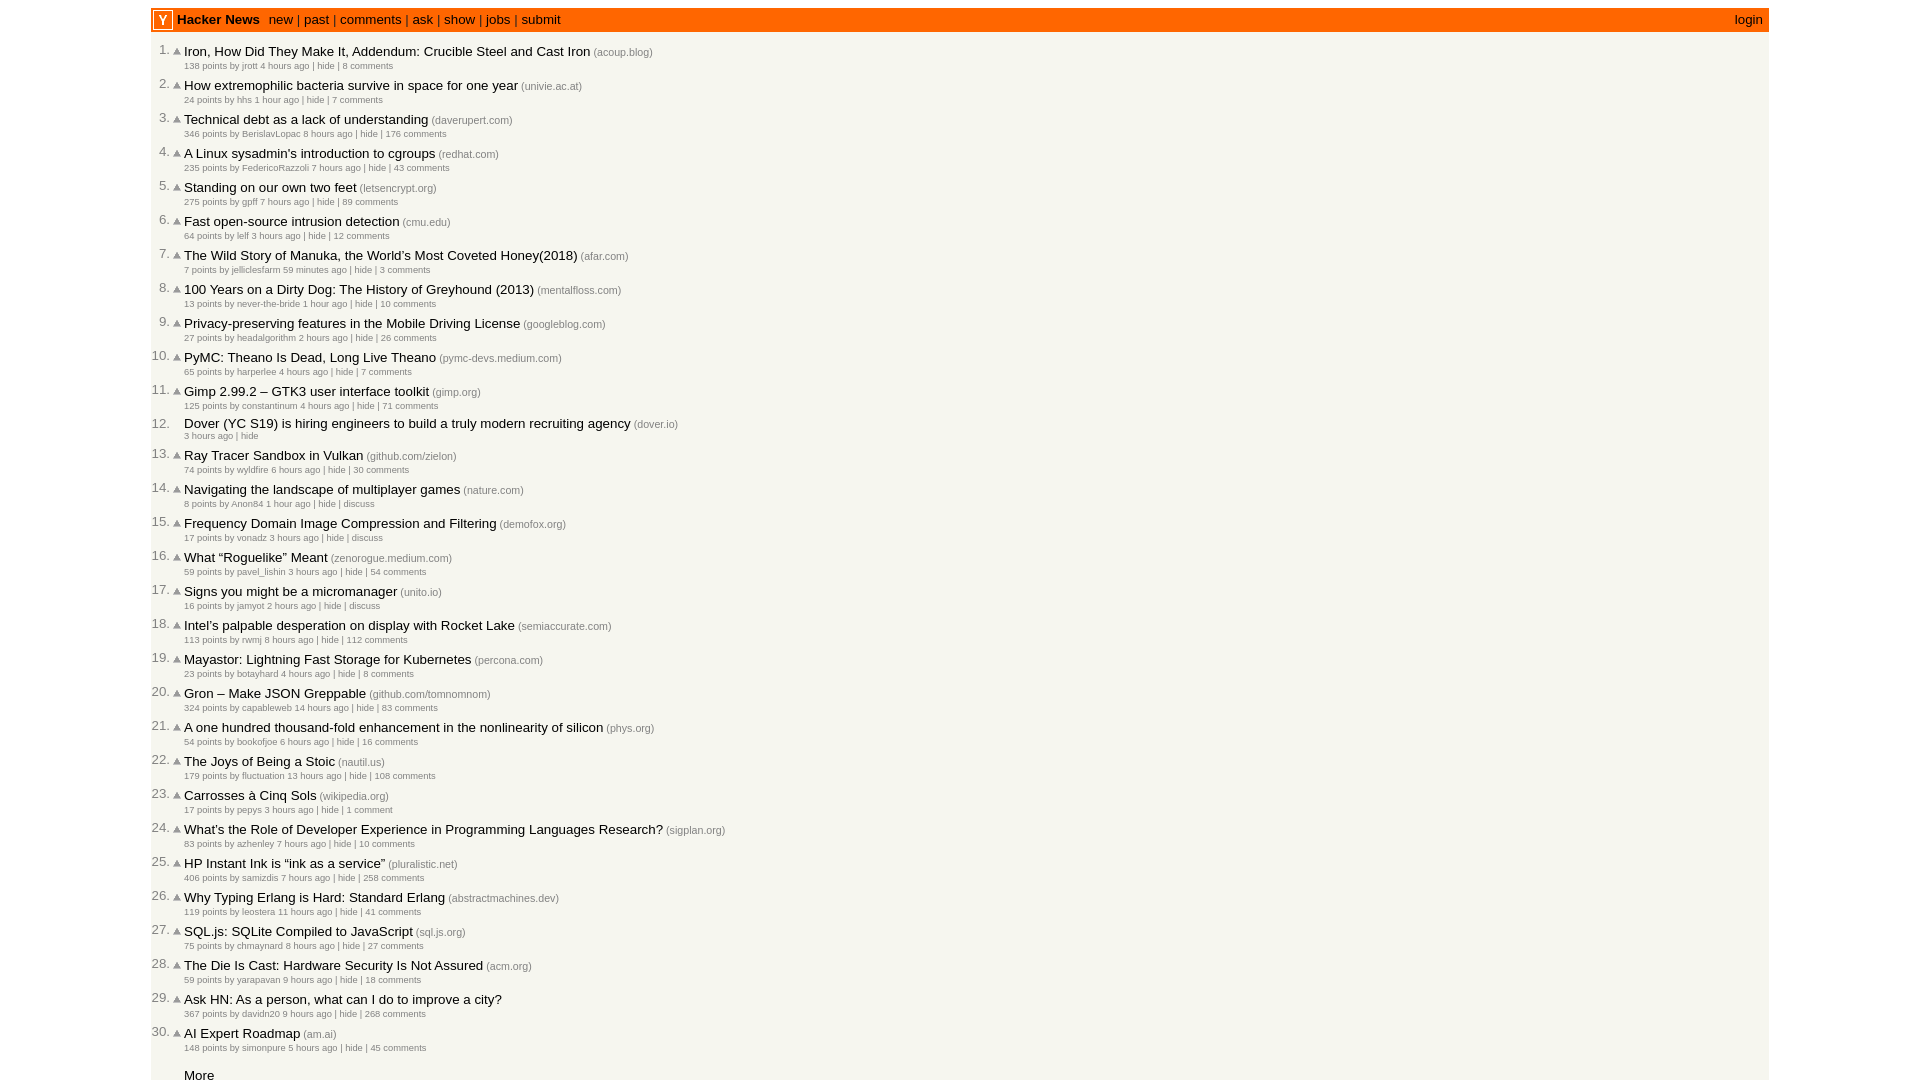 Y Hacker News new | past | comments | ask | show | jobs | submit login
1. Iron, How Did They Make It, Addendum: Crucible Steel and Cast Iron (acoup.blog)
138 points by jrott 4 hours ago | hide | 8 comments
2. How extremophilic bacteria survive in space for one year (univie.ac.at)
24 points by hhs 1 hour ago | hide | 7 comments
3. Technical debt as a lack of understanding (daverupert.com)
346 points by BerislavLopac 8 hours ago | hide | 176 comments
4. A Linux sysadmin's introduction to cgroups (redhat.com)
235 points by FedericoRazzoli 7 hours ago | hide | 43 comments
5. Standing on our own two feet (letsencrypt.org)
275 points by gpff 7 hours ago | hide | 89 comments
6. Fast open-source intrusion detection (cmu.edu)
64 points by lelf 3 hours ago | hide | 12 comments
7. The Wild Story of Manuka, the World’s Most Coveted Honey(2018) (afar.com)
7 points by jelliclesfarm 59 minutes ago | hide | 3 comments
8. 100 Years on a Dirty Dog: The History of Greyhound (2013) (mentalfloss.com)
13 points by never-the-bride 1 hour ago | hide | 10 comments
9. Privacy-preserving features in the Mobile Driving License (googleblog.com)
27 points by headalgorithm 2 hours ago | hide | 26 comments
10. PyMC: Theano Is Dead, Long Live Theano (pymc-devs.medium.com)
65 points by harperlee 4 hours ago | hide | 7 comments
11. Gimp 2.99.2 – GTK3 user interface toolkit (gimp.org)
125 points by constantinum 4 hours ago | hide | 71 comments
12. Dover (YC S19) is hiring engineers to build a truly modern recruiting agency (dover.io)
3 hours ago | hide
13. Ray Tracer Sandbox in Vulkan (github.com/zielon)
74 points by wyldfire 6 hours ago | hide | 30 comments
14. Navigating the landscape of multiplayer games (nature.com)
8 points by Anon84 1 hour ago | hide | discuss
15. Frequency Domain Image Compression and Filtering (demofox.org)
17 points by vonadz 3 hours ago | hide | discuss
16. What “Roguelike” Meant (zenorogue.medium.com)
59 points by pavel_lishin 3 hours ago | hide | 54 comments
17. Signs you might be a micromanager (unito.io)
16 points by jamyot 2 hours ago | hide | discuss
18. Intel’s palpable desperation on display with Rocket Lake (semiaccurate.com)
113 points by rwmj 8 hours ago | hide | 112 comments
19. Mayastor: Lightning Fast Storage for Kubernetes (percona.com)
23 points by botayhard 4 hours ago | hide | 8 comments
20. Gron – Make JSON Greppable (github.com/tomnomnom)
324 points by capableweb 14 hours ago | hide | 83 comments
21. A one hundred thousand-fold enhancement in the nonlinearity of silicon (phys.org)
54 points by bookofjoe 6 hours ago | hide | 16 comments
22. The Joys of Being a Stoic (nautil.us)
179 points by fluctuation 13 hours ago | hide | 108 comments
23. Carrosses à Cinq Sols (wikipedia.org)
17 points by pepys 3 hours ago | hide | 1 comment
24. What’s the Role of Developer Experience in Programming Languages Research? (sigplan.org)
83 points by azhenley 7 hours ago | hide | 10 comments
25. HP Instant Ink is “ink as a service” (pluralistic.net)
406 points by samizdis 7 hours ago | hide | 258 comments
26. Why Typing Erlang is Hard: Standard Erlang (abstractmachines.dev)
119 points by leostera 11 hours ago | hide | 41 comments
27. SQL.js: SQLite Compiled to JavaScript (sql.js.org)
75 points by chmaynard 8 hours ago | hide | 27 comments
28. The Die Is Cast: Hardware Security Is Not Assured (acm.org)
59 points by yarapavan 9 hours ago | hide | 18 comments
29. Ask HN: As a person, what can I do to improve a city?
367 points by davidn20 9 hours ago | hide | 268 comments
30. AI Expert Roadmap (am.ai)
148 points by simonpure 5 hours ago | hide | 45 comments
More